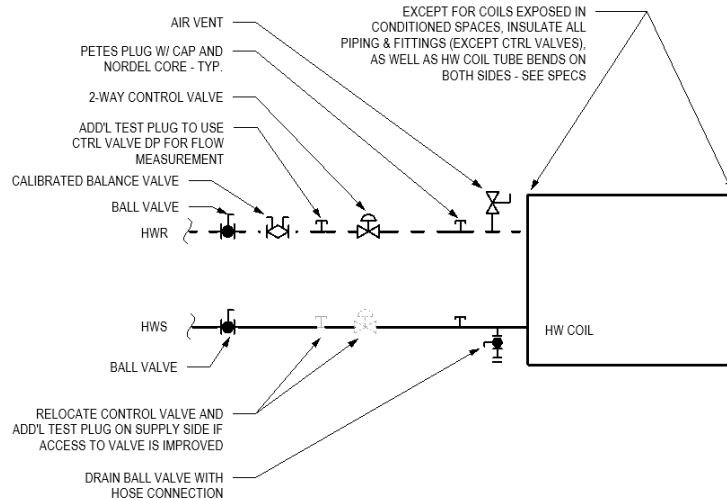 AIR VENT
PETES PLUG W/ CAP AND
NORDEL CORE - TYP.
2-WAY CONTROL VALVE
ADD'L TEST PLUG TO USE
CTRL VALVE DP FOR FLOW
MEASUREMENT
CALIBRATED BALANCE VALVE
BALL VALVE
HWR
EXCEPT FOR COILS EXPOSED IN
CONDITIONED SPACES, INSULATE ALL
PIPING & FITTINGS (EXCEPT CTRL VALVES),
AS WELL AS HW COIL TUBE BENDS ON
BOTH SIDES - SEE SPECS
HWS
HW COIL
BALL VALVE
RELOCATE CONTROL VALVE AND
ADD'L TEST PLUG ON SUPPLY SIDE IF
ACCESS TO VALVE IS IMPROVED
DRAIN BALL VALVE WITH
HOSE CONNECTION